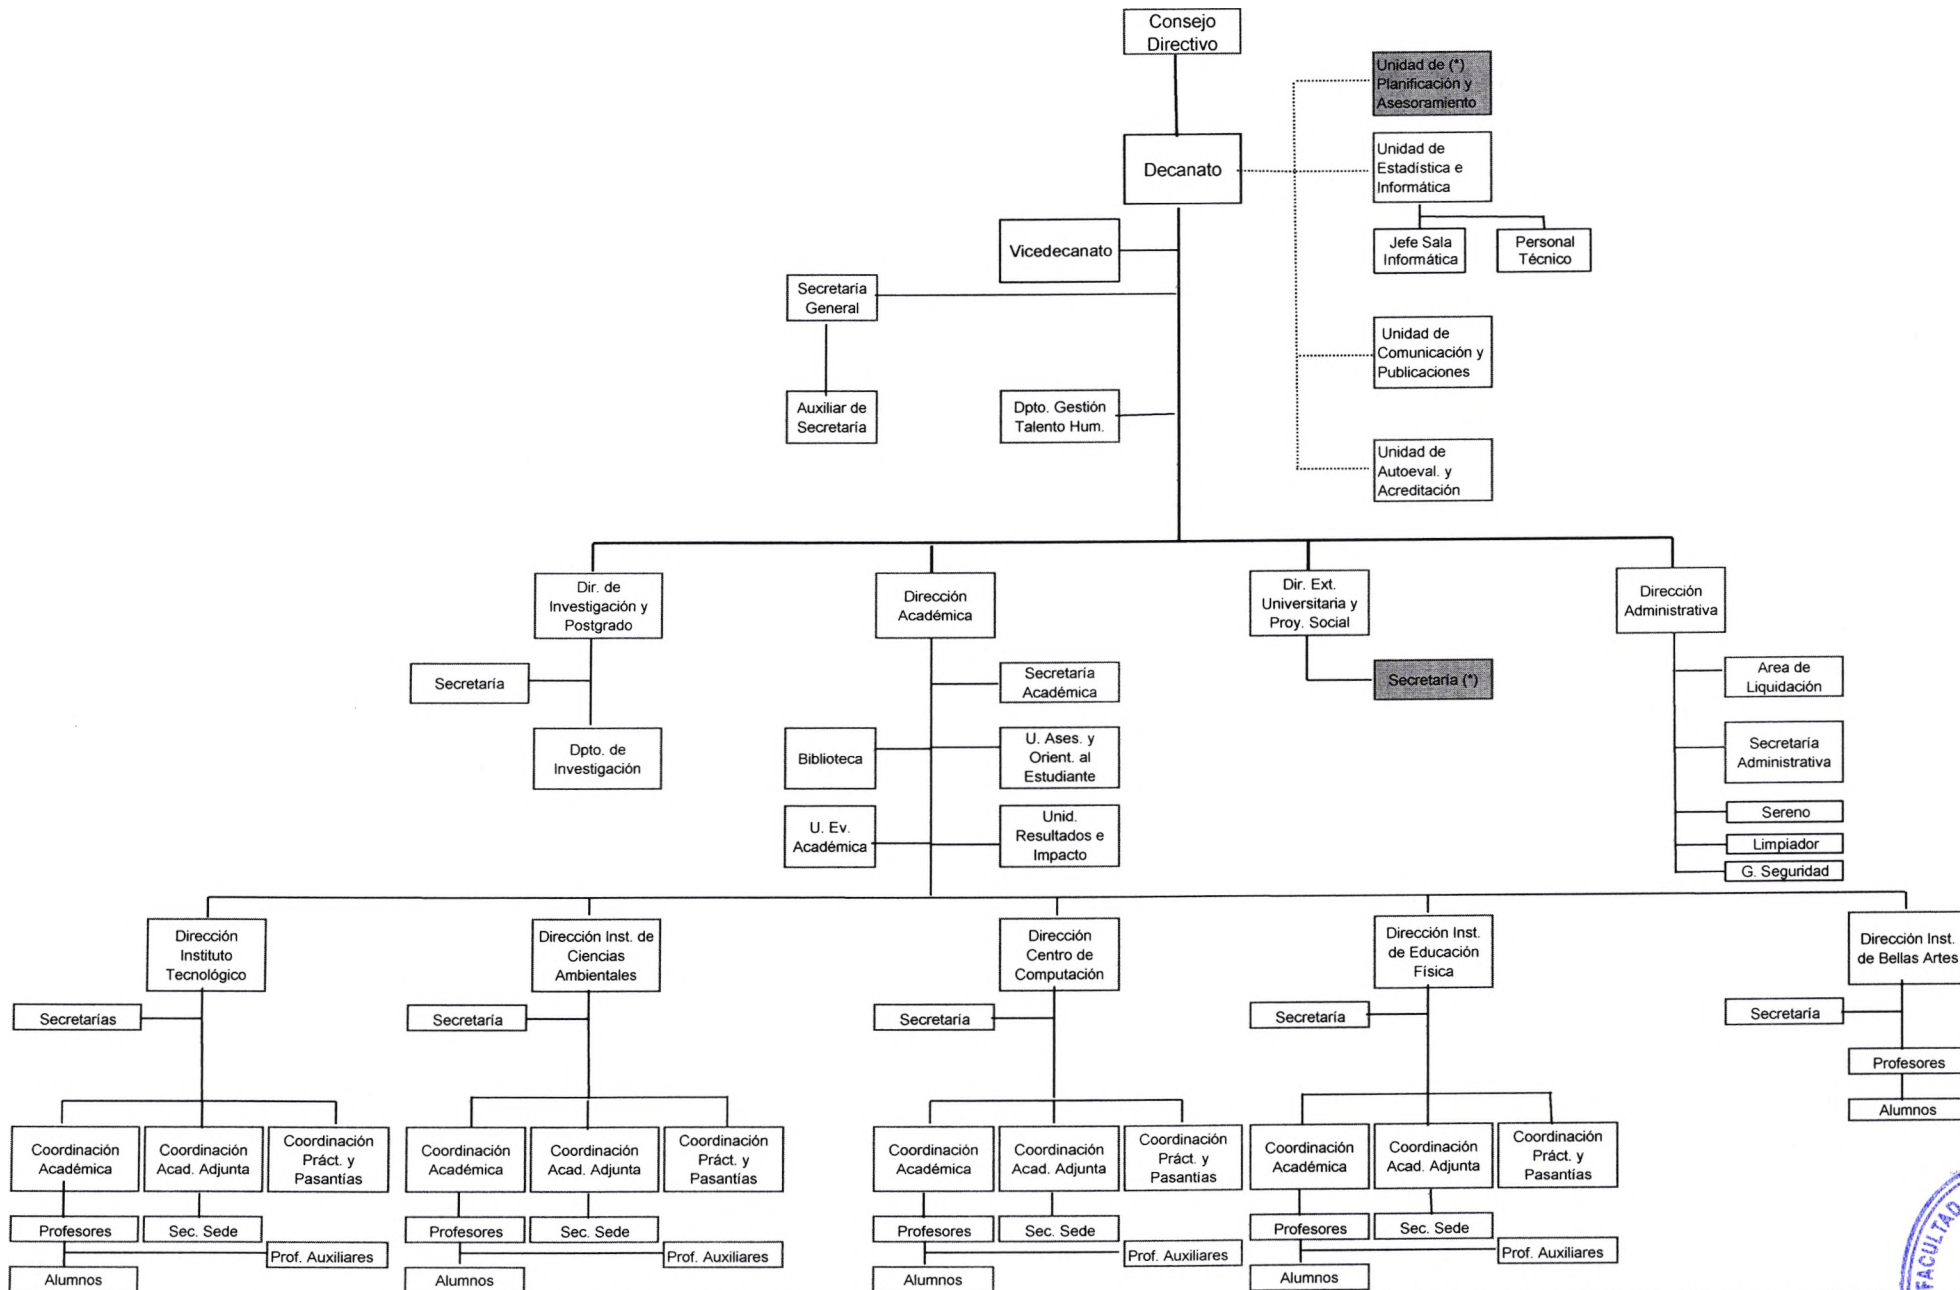 Consejo
Directivo
Unidad de (*)
Planificación y
Asesoramiento
Decanato
Unidad de
Estadística e
Informática
Jefe Sala
Informática
Personal
Técnico
Vicedecanato
Secretaría
General
Unidad de
Comunicación y
Publicaciones
Auxiliar de
Secretaría
Dpto. Gestión
Talento Hum.
Unidad de
Autoeval. y
Acreditación
Dir. de
Investigación y
Postgrado
Dirección
Académica
Dir. Ext.
Universitaria y
Proy. Social
Dirección
Administrativa
Secretaría
Dpto. de
Investigación
Secretaría
Académica
Biblioteca
U. Ases. y
Orient. al
Estudiante
U. Ev.
Académica
Unid.
Resultados e
Impacto
Secretaría (*)
Area de
Liquidación
Secretaría
Administrativa
Sereno
Limpiador
G. Seguridad
Dirección
Instituto
Tecnológico
Dirección Inst. de
Ciencias
Ambientales
Dirección
Centro de
Computación
Dirección Inst.
de Educación
Física
Dirección Inst.
de Bellas Artes
Secretarías
Secretaría
Secretaría
Secretaría
Secretaría
Profesores
Alumnos
Coordinación
Académica
Coordinación
Acad. Adjunta
Coordinación
Práct. y
Pasantías
Coordinación
Académica
Coordinación
Acad. Adjunta
Coordinación
Práct. y
Pasantías
Coordinación
Académica
Coordinación
Acad. Adjunta
Coordinación
Práct. y
Pasantías
Coordinación
Académica
Coordinación
Acad. Adjunta
Coordinación
Práct. y
Pasantías
Profesores
Sec. Sede
Prof. Auxiliares
Alumnos
Profesores
Sec. Sede
Prof. Auxiliares
Alumnos
Profesores
Sec. Sede
Prof. Auxiliares
Alumnos
Profesores
Sec. Sede
Prof. Auxiliares
Alumnos
FACULTAD